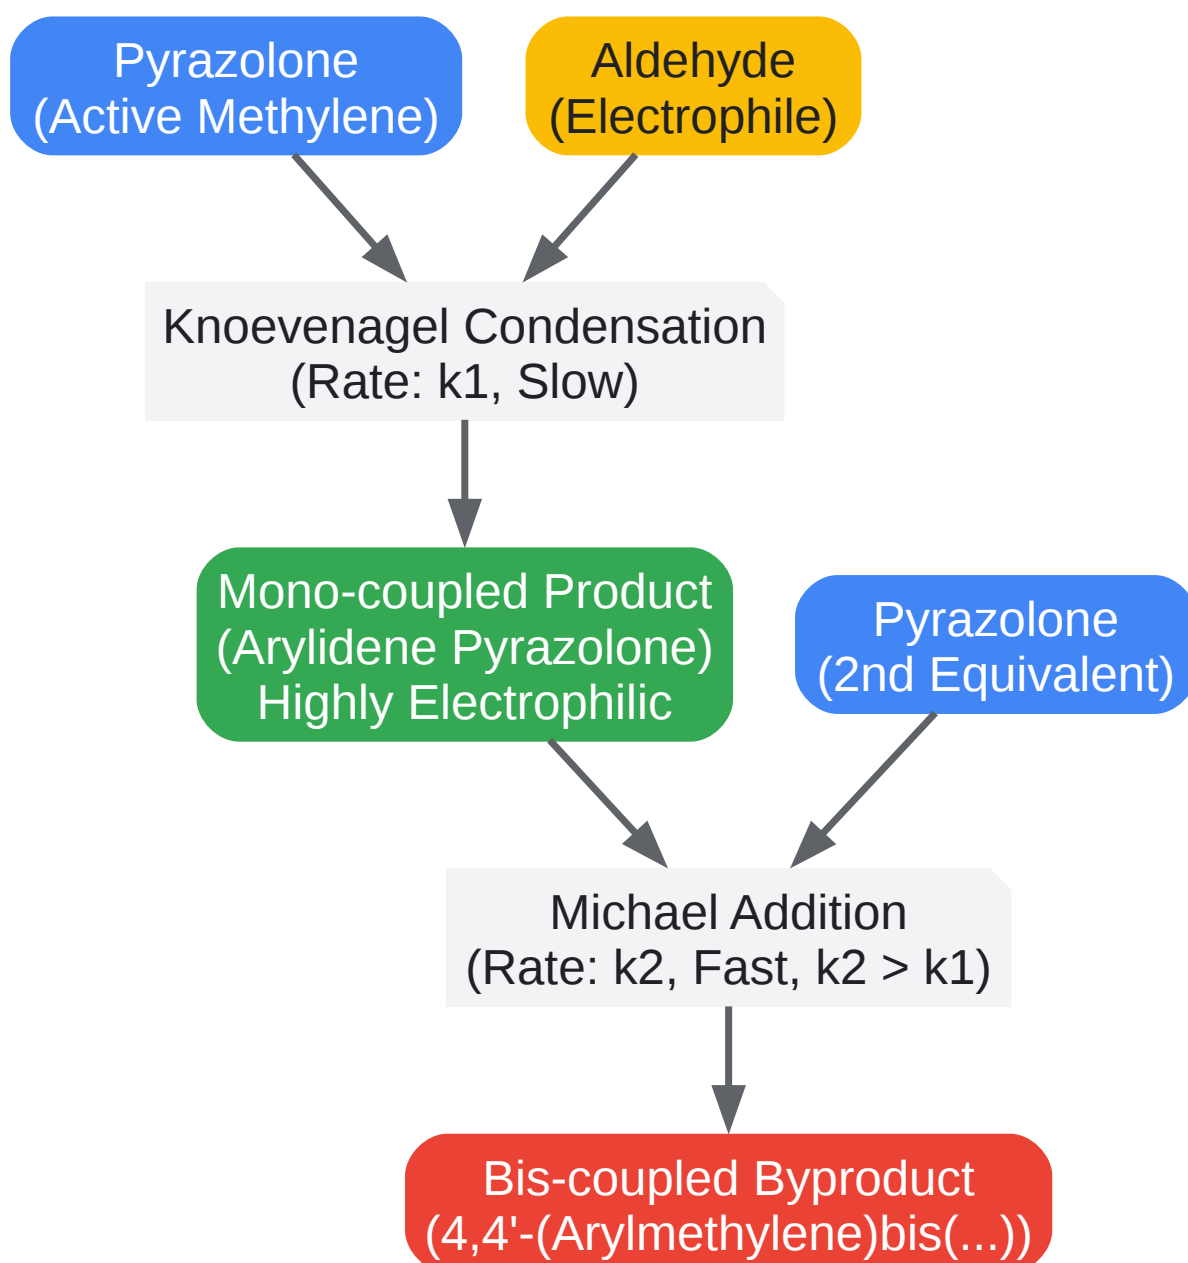 Pyrazolone
(Active Methylene)
Aldehyde
(Electrophile)
Knoevenagel Condensation
(Rate: k1, Slow)
Mono-coupled Product
(Arylidene Pyrazolone)
Highly Electrophilic
Pyrazolone
(2nd Equivalent)
Michael Addition
(Rate: k2, Fast, k2 > k1)
Bis-coupled Byproduct
(4,4'-(Arylmethylene)bis(...))